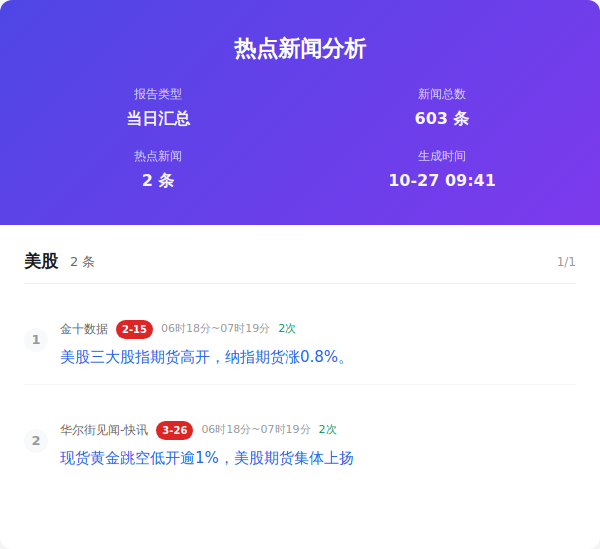 热点新闻分析
报告类型
新闻总数
当日汇总
603 条
热点新闻
生成时间
2 条
10-27 09:41
美股 2 条 1/1
1 金十数据 2-15 06时18分~07时19分 2次
美股三大股指期货高开，纳指期货涨0.8%。
2 华尔街见闻-快讯 3-26 06时18分~07时19分 2次
现货黄金跳空低开逾1%，美股期货集体上扬